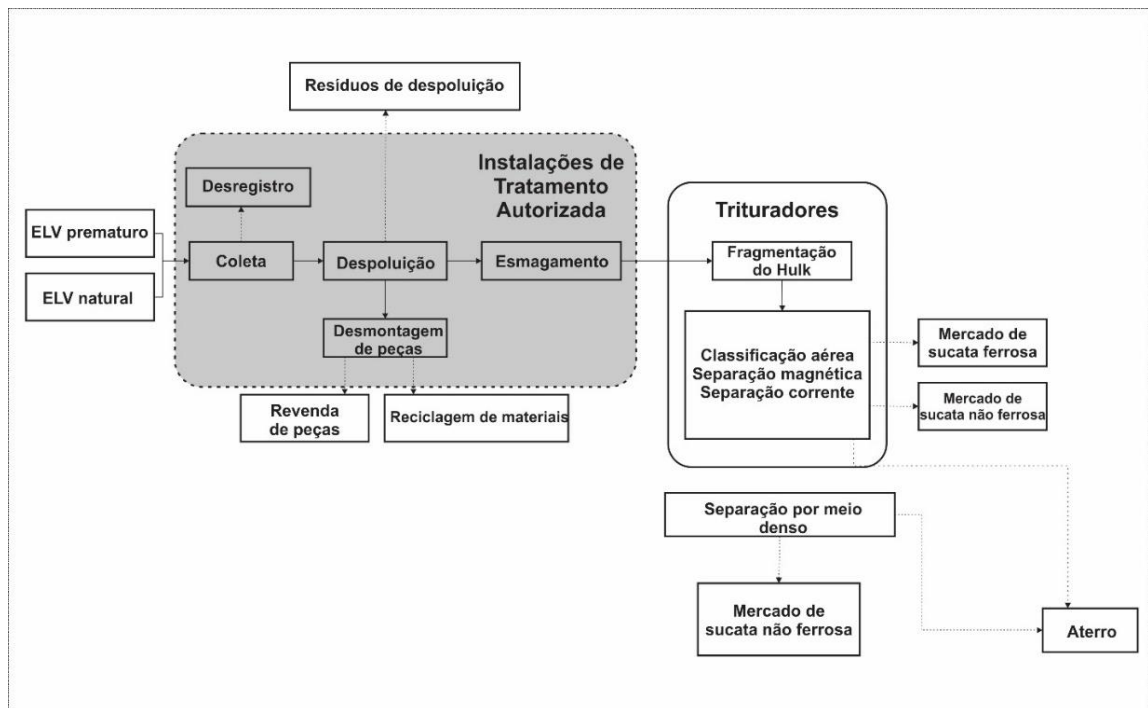 Resíduos de despoluição
Instalações de
Tratamento
Autorizada
Desregistro
ELV prematuro
ELV natural
Coleta
Despoluição
Esmagamento
Desmontagem
de peças
Revenda
de peças
Reciclagem de materiais
Trituradores
Fragmentação
do Hulk
Classificação aérea
Separação magnética
Separação corrente
Mercado de
sucata ferrosa
Mercado de
sucata não ferrosa
Separação por meio
denso
Mercado de
sucata não ferrosa
Aterro